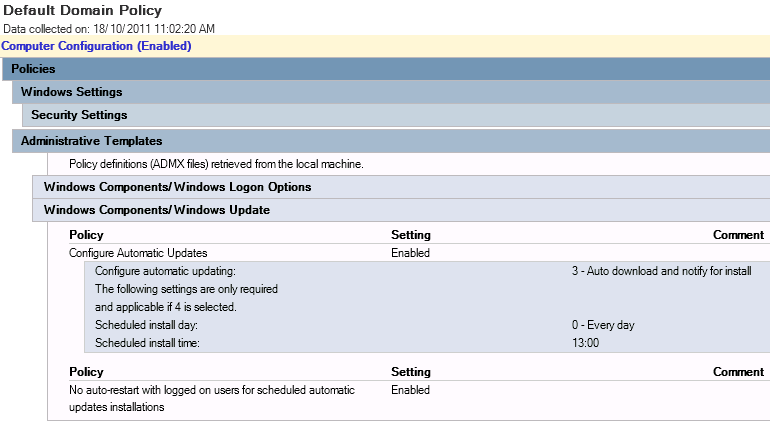 Default Domain Policy
Data collected on: 18/10/2011 11:02:20 AM
Computer Configuration (Enabled)
Policies
Windows Settings
Security Settings
Administrative Templates
Policy definitions (ADMX files) retrieved from the local machine.
Windows Components/Windows Logon Options
Windows Components/Windows Update
Policy Setting Comment
Configure Automatic Updates Enabled
Configure automatic updating: 3 - Auto download and notify for install
The following settings are only required
and applicable if 4 is selected.
Scheduled install day: 0 - Every day
Scheduled install time: 13:00
Policy Setting Comment
No auto-restart with logged on users for scheduled automatic Enabled
updates installations